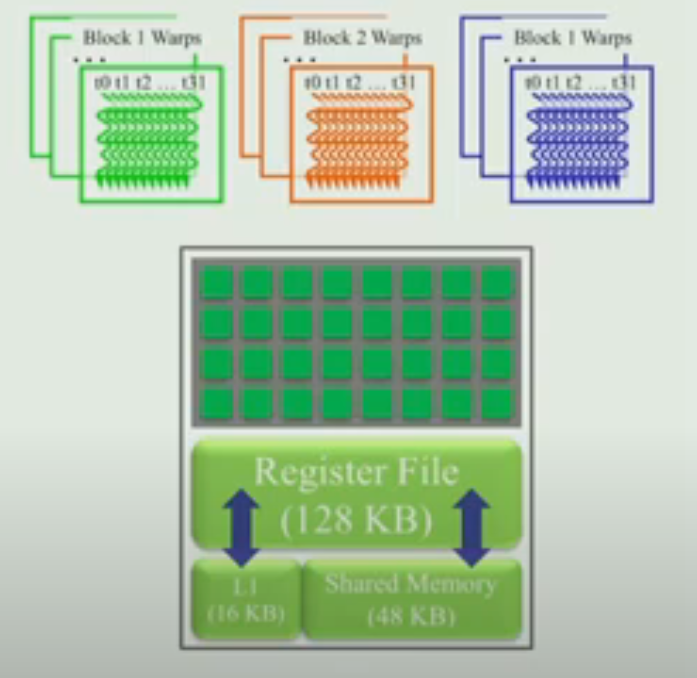 Block 1 Warps
...
t0 t1 t2 ... t31
Block 2 Warps
...
t0 t1 t2 ... t31
Block 1 Warps
...
t0 t1 t2 ... t31
Register File
(128 KB)
L1
(16 KB)
Shared Memory
(48 KB)